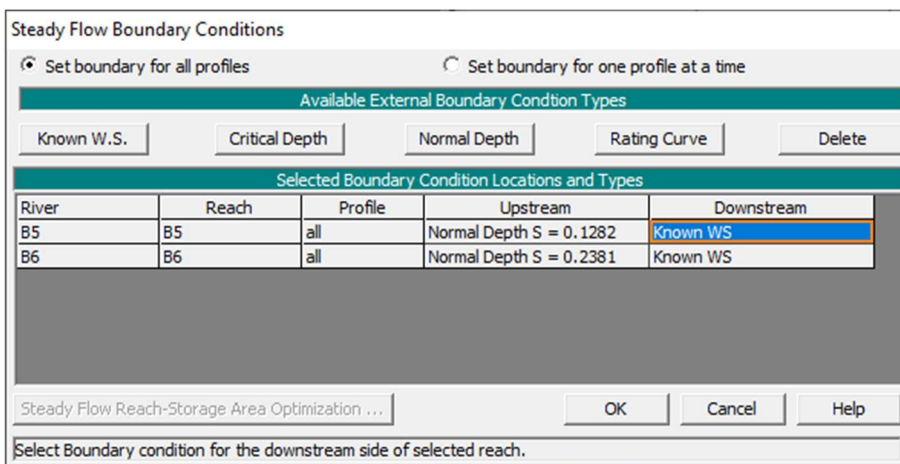 Steady Flow Boundary Conditions
Set boundary for all profiles Set boundary for one profile at a time
Available External Boundary Condtion Types
Known W.S. Critical Depth Normal Depth Rating Curve Delete
Selected Boundary Condition Locations and Types
River Reach Profile Upstream Downstream
B5 B5 all Normal Depth S = 0.1282 Known WS
B6 B6 all Normal Depth S = 0.2381 Known WS
Steady Flow Reach-Storage Area Optimization ... OK Cancel Help
Select Boundary condition for the downstream side of selected reach.